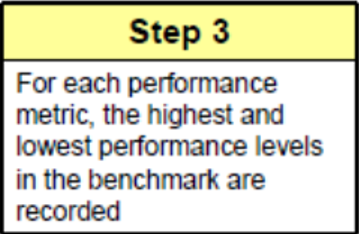 Step 3
For each performance
metric, the highest and
lowest performance levels
in the benchmark are
recorded